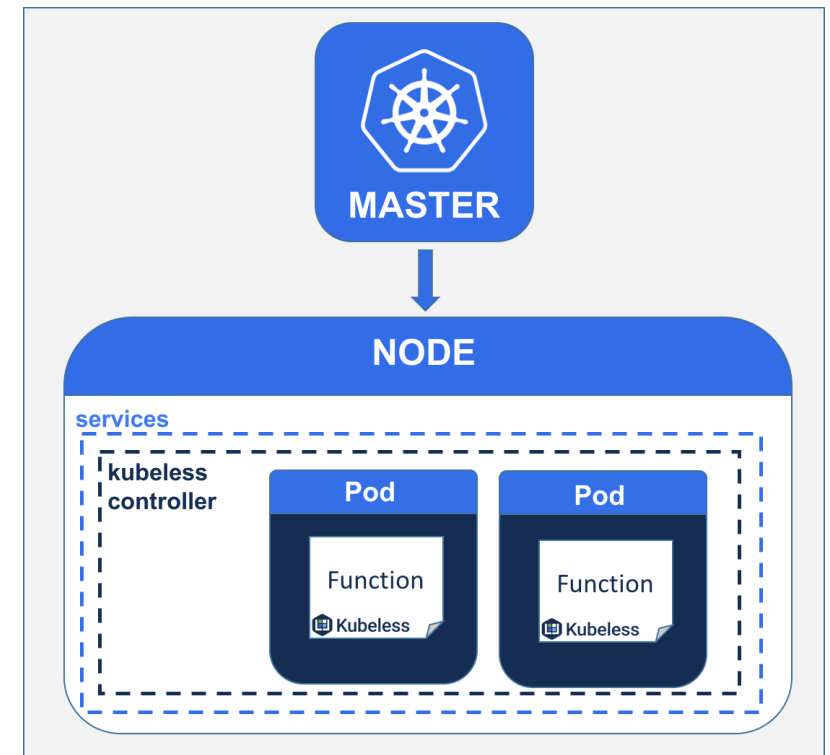 MASTER
NODE
services
kubeless
controller
Pod
Function
Kubeless
Pod
Function
Kubeless